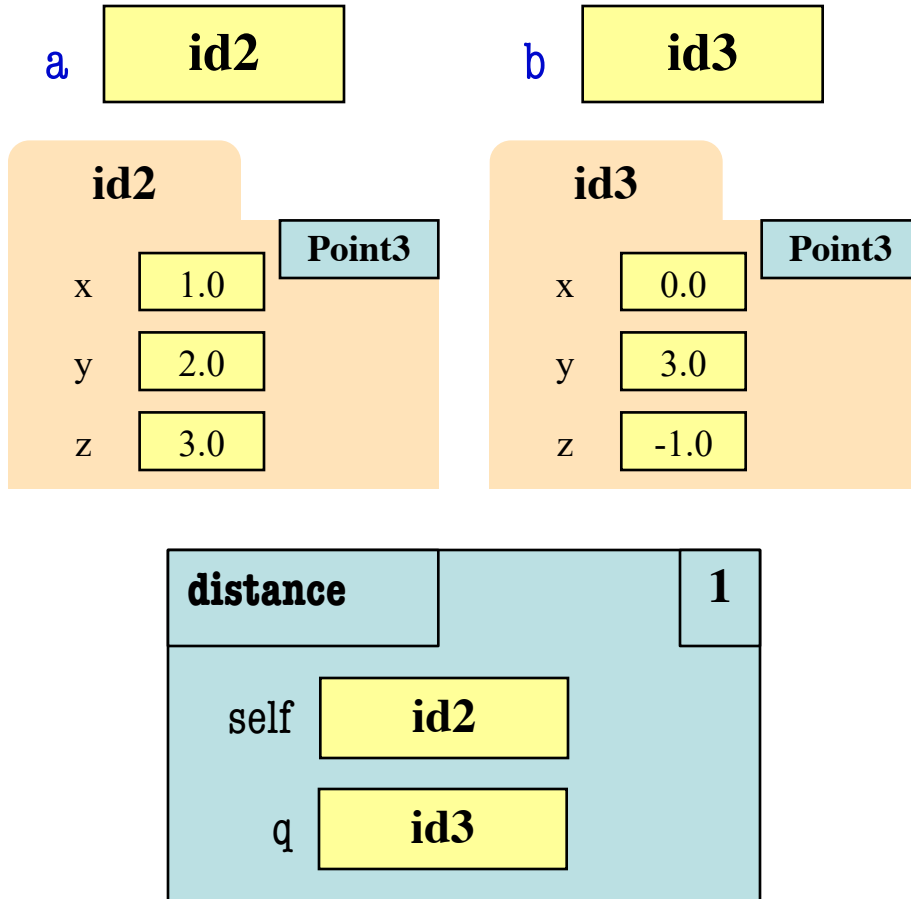 a id2 b id3
id2 id3
Point3 Point3
x 1.0 x 0.0
y 2.0 y 3.0
z 3.0 z -1.0
distance 1
self id2
q id3